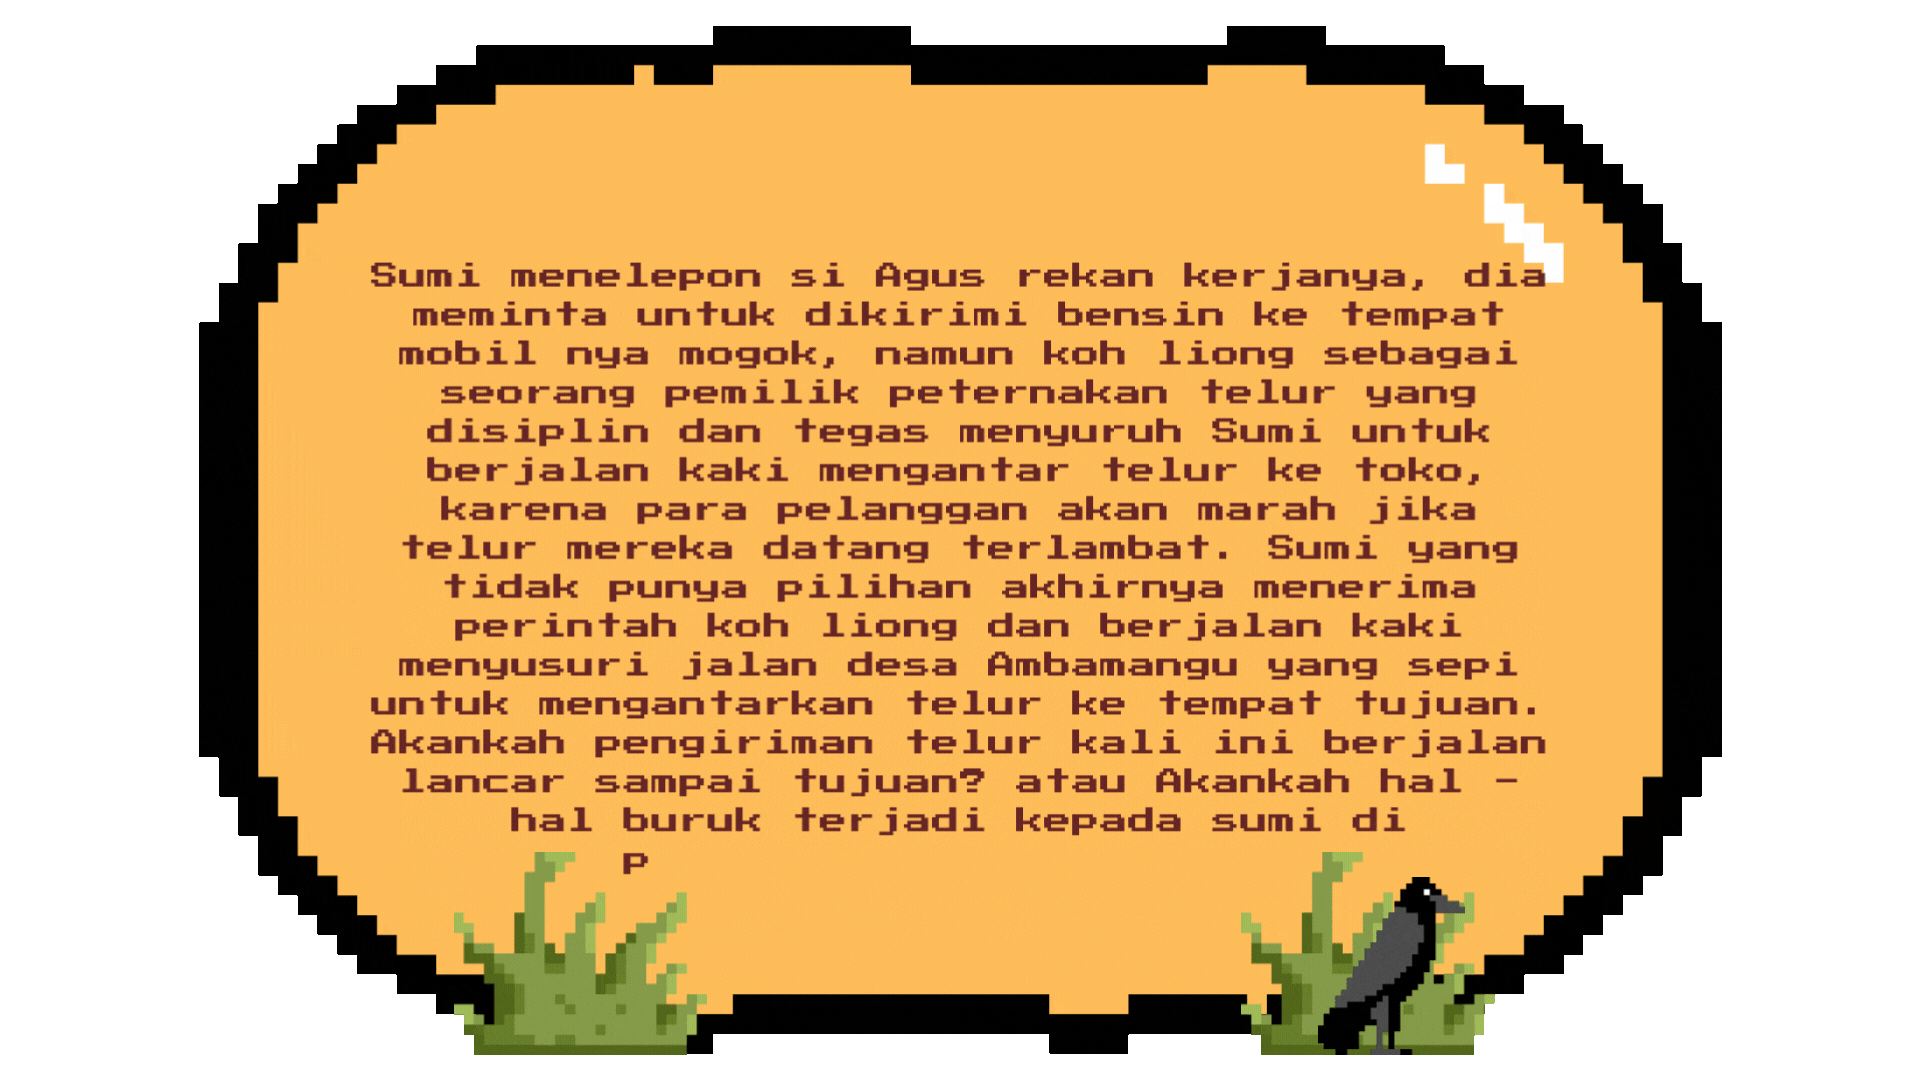 Sumi menelepon si Agus rekan kerjanya, dia
meminta untuk dikirimi bensin ke tempat
mobil nya mogok, namun koh liong sebagai
seorang pemilik peternakan telur yang
disiplin dan tegas menyuruh Sumi untuk
berjalan kaki mengantar telur ke toko,
karena para pelanggan akan marah jika
telur mereka datang terlambat. Sumi yang
tidak punya pilihan akhirnya menerima
perintah koh liong dan berjalan kaki
menyusuri jalan desa Ambamangu yang sepi
untuk mengantarkan telur ke tempat tujuan.
Akankah pengiriman telur kali ini berjalan
lancar sampai tujuan? atau Akankah hal -
hal buruk terjadi kepada sumi di
p